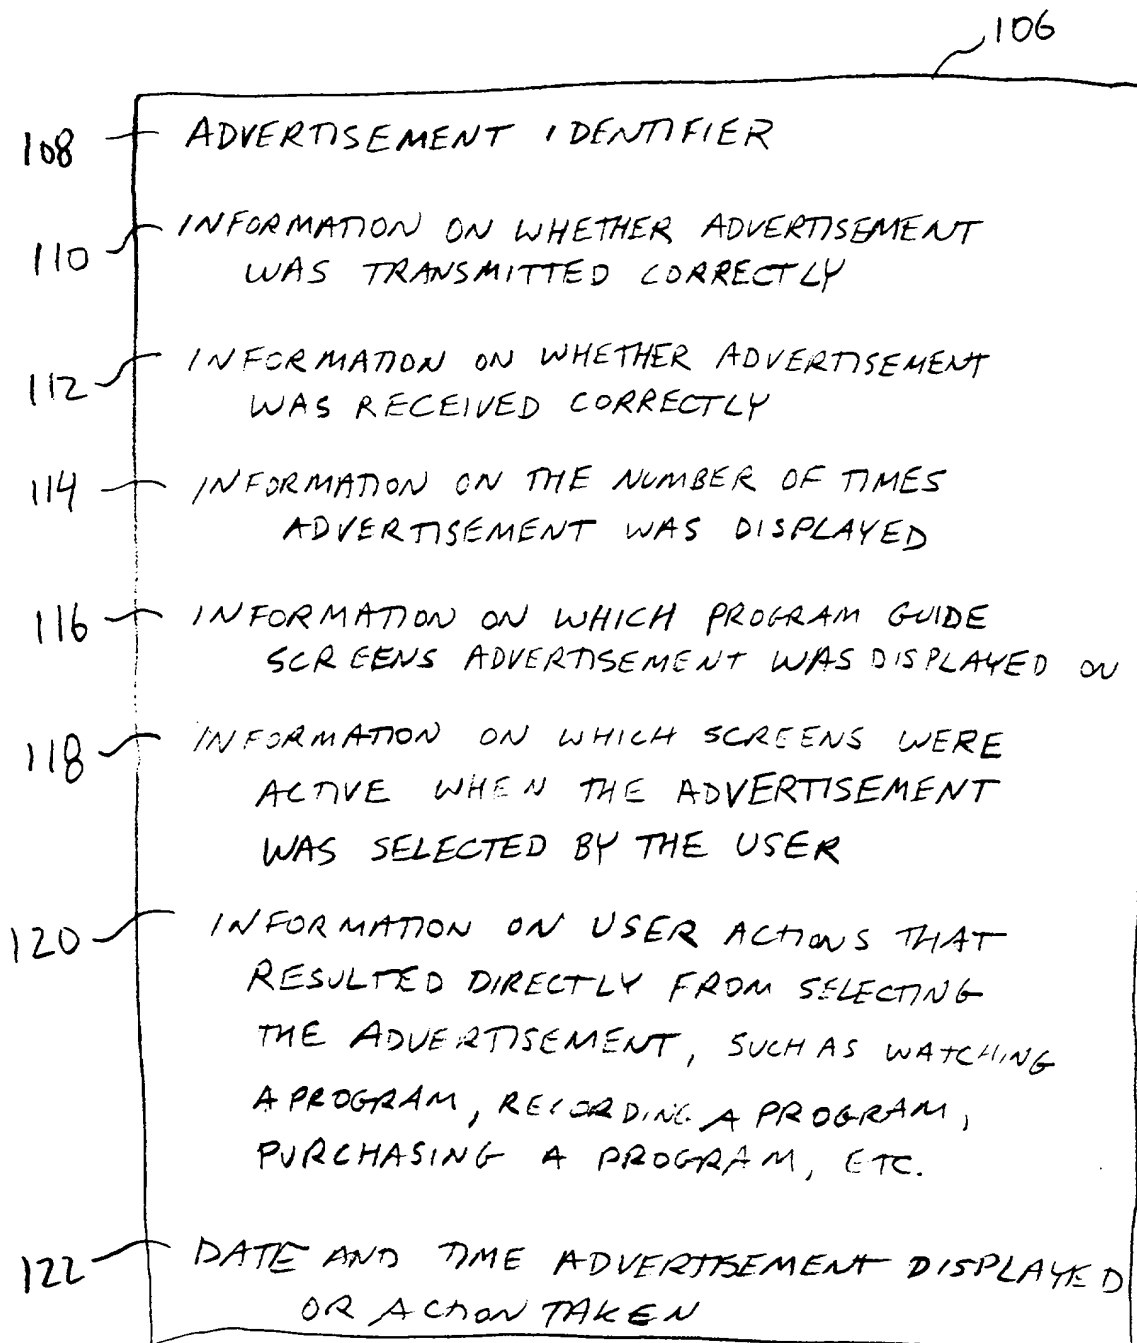 106
108 ADVERTISEMENT IDENTIFIER
110 INFORMATION ON WHETHER ADVERTISEMENT
WAS TRANSMITTED CORRECTLY
112 INFORMATION ON WHETHER ADVERTISEMENT
WAS RECEIVED CORRECTLY
114 INFORMATION ON THE NUMBER OF TIMES
ADVERTISEMENT WAS DISPLAYED
116 INFORMATION ON WHICH PROGRAM GUIDE
SCREENS ADVERTISEMENT WAS DISPLAYED ON
118 INFORMATION ON WHICH SCREENS WERE
ACTIVE WHEN THE ADVERTISEMENT
WAS SELECTED BY THE USER
120 INFORMATION ON USER ACTIONS THAT
RESULTED DIRECTLY FROM SELECTING
THE ADVERTISEMENT, SUCH AS WATCHING
A PROGRAM, RECORDING A PROGRAM,
PURCHASING A PROGRAM, ETC.
122 DATE AND TIME ADVERTISEMENT DISPLAYED
OR ACTION TAKEN